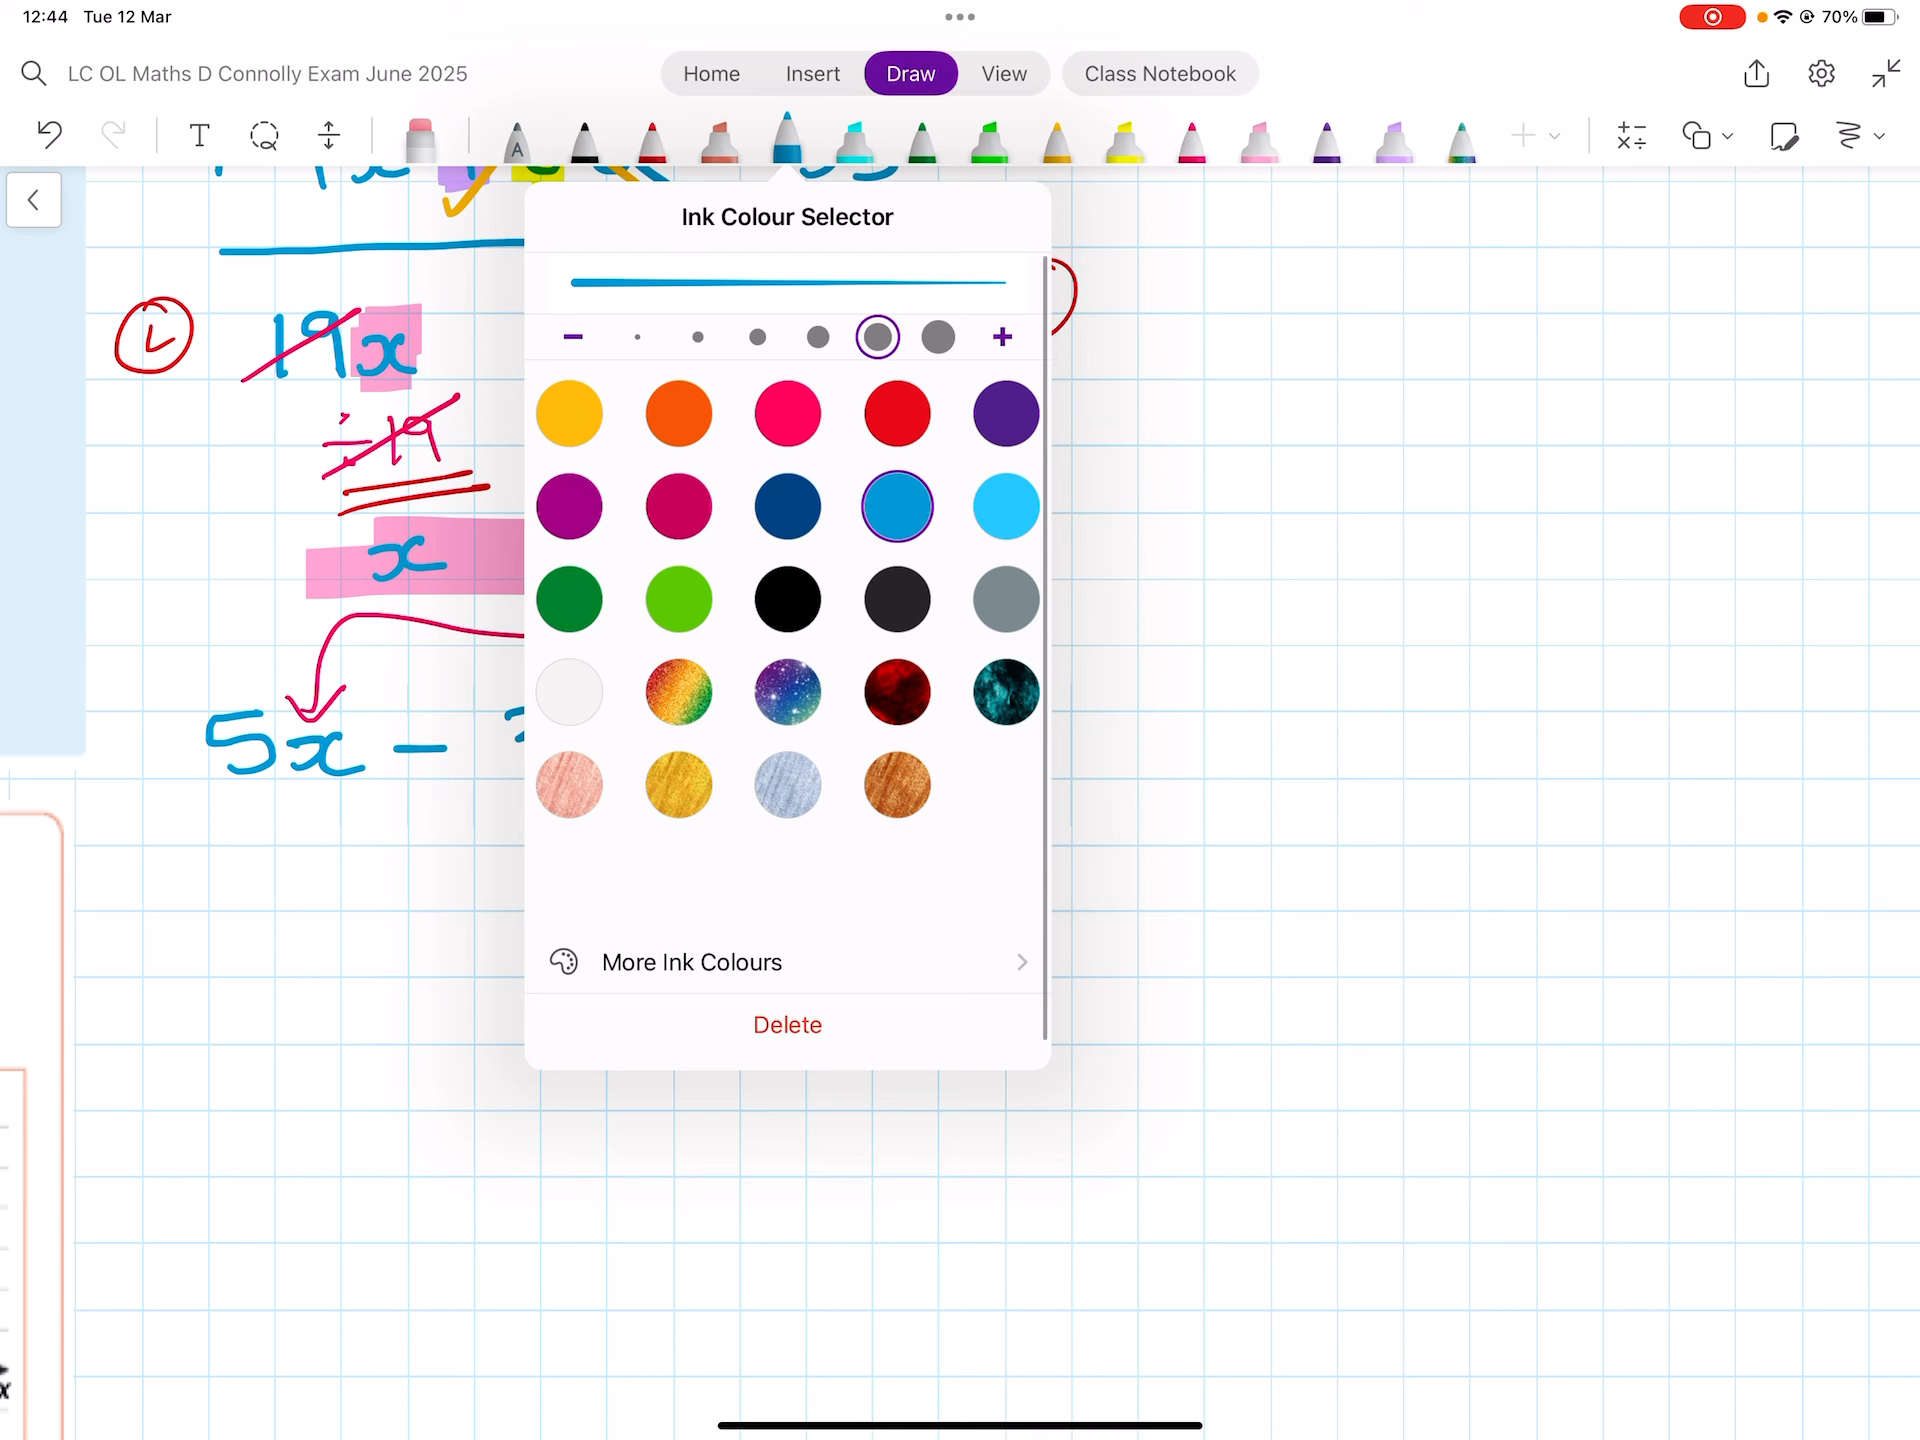 12:44 Tue 12 Mar 70%
LC OL Maths D Connolly Exam June 2025 Home Insert Draw View Class Notebook
T A
Ink Colour Selector
19x
÷19
x
5x −
More Ink Colours
Delete
x